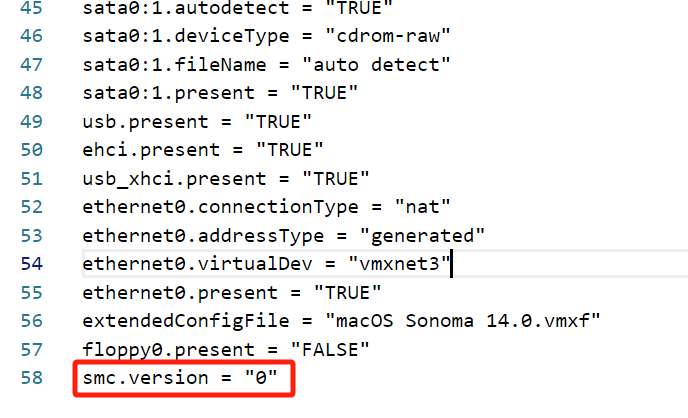 45 sata0:1.autodetect = "TRUE"
46 sata0:1.deviceType = "cdrom-raw"
47 sata0:1.fileName = "auto detect"
48 sata0:1.present = "TRUE"
49 usb.present = "TRUE"
50 ehci.present = "TRUE"
51 usb_xhci.present = "TRUE"
52 ethernet0.connectionType = "nat"
53 ethernet0.addressType = "generated"
54 ethernet0.virtualDev = "vmxnet3"
55 ethernet0.present = "TRUE"
56 extendedConfigFile = "macOS Sonoma 14.0.vmxf"
57 floppy0.present = "FALSE"
58 smc.version = "0"